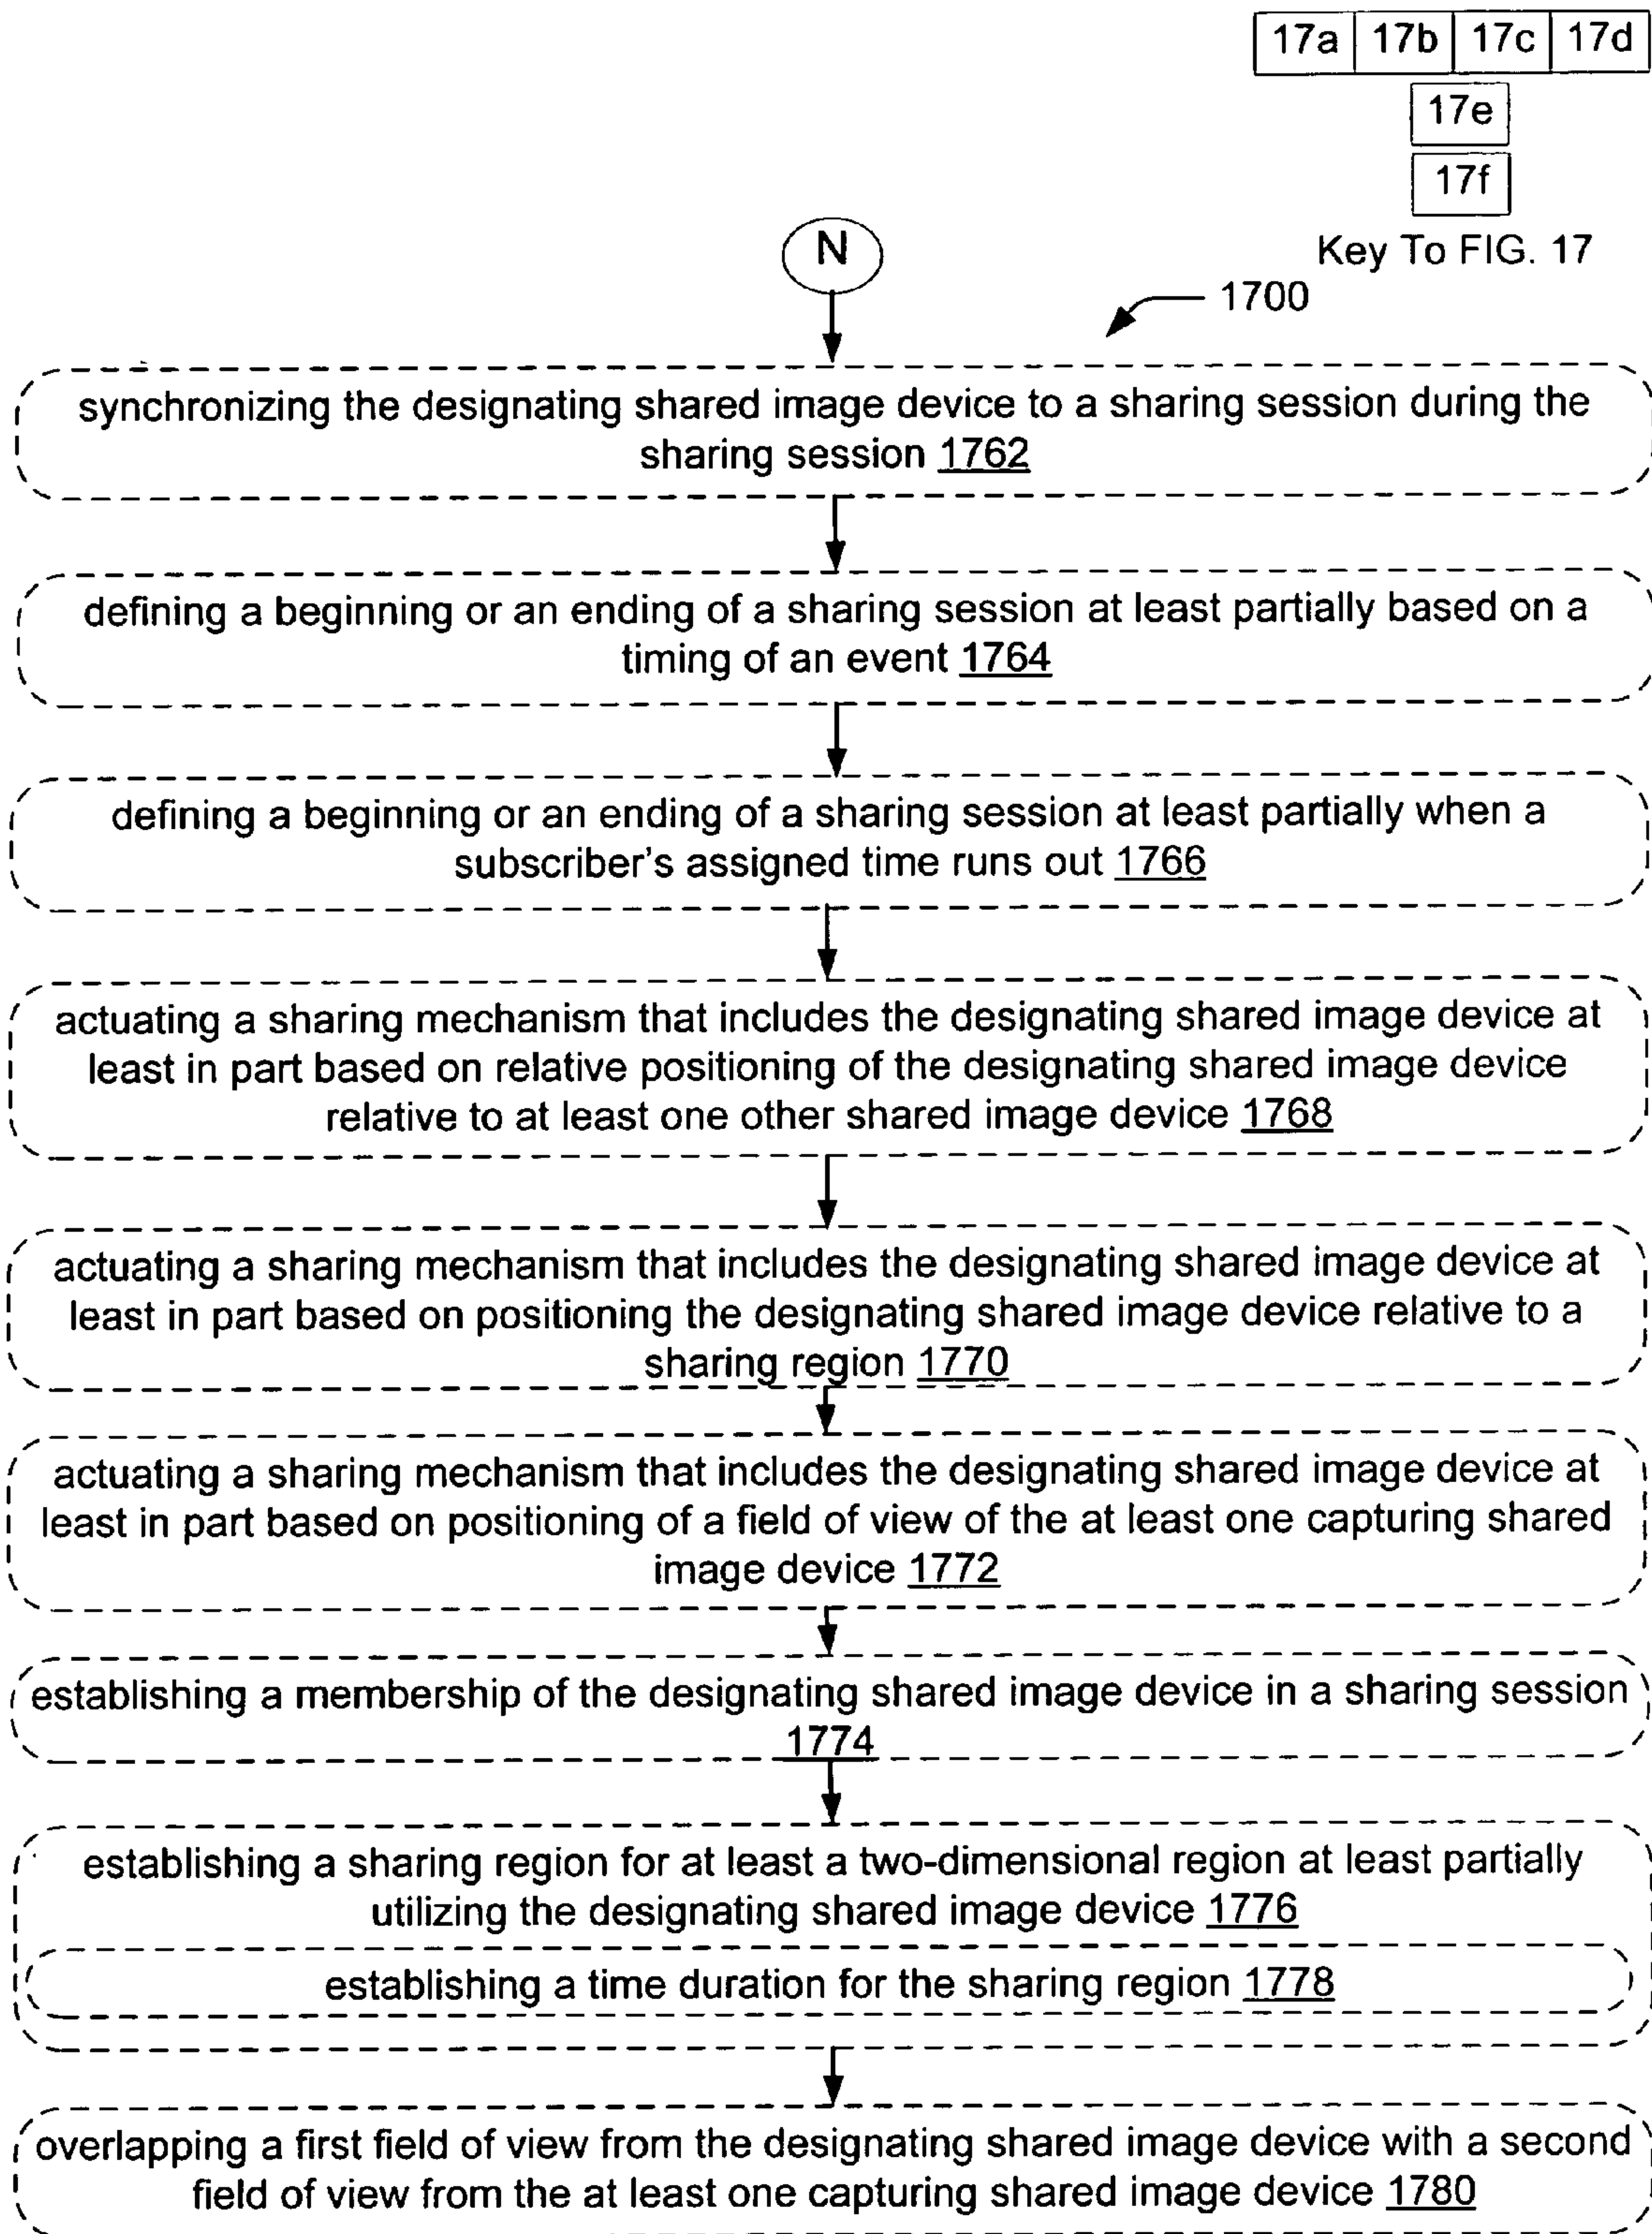 17a 17b 17c 17d
17e
17f
Key To FIG. 17
N
1700
synchronizing the designating shared image device to a sharing session during the
sharing session 1762
defining a beginning or an ending of a sharing session at least partially based on a
timing of an event 1764
defining a beginning or an ending of a sharing session at least partially when a
subscriber's assigned time runs out 1766
actuating a sharing mechanism that includes the designating shared image device at
least in part based on relative positioning of the designating shared image device
relative to at least one other shared image device 1768
actuating a sharing mechanism that includes the designating shared image device at
least in part based on positioning the designating shared image device relative to a
sharing region 1770
actuating a sharing mechanism that includes the designating shared image device at
least in part based on positioning of a field of view of the at least one capturing shared
image device 1772
establishing a membership of the designating shared image device in a sharing session
1774
establishing a sharing region for at least a two-dimensional region at least partially
utilizing the designating shared image device 1776
establishing a time duration for the sharing region 1778
overlapping a first field of view from the designating shared image device with a second
field of view from the at least one capturing shared image device 1780